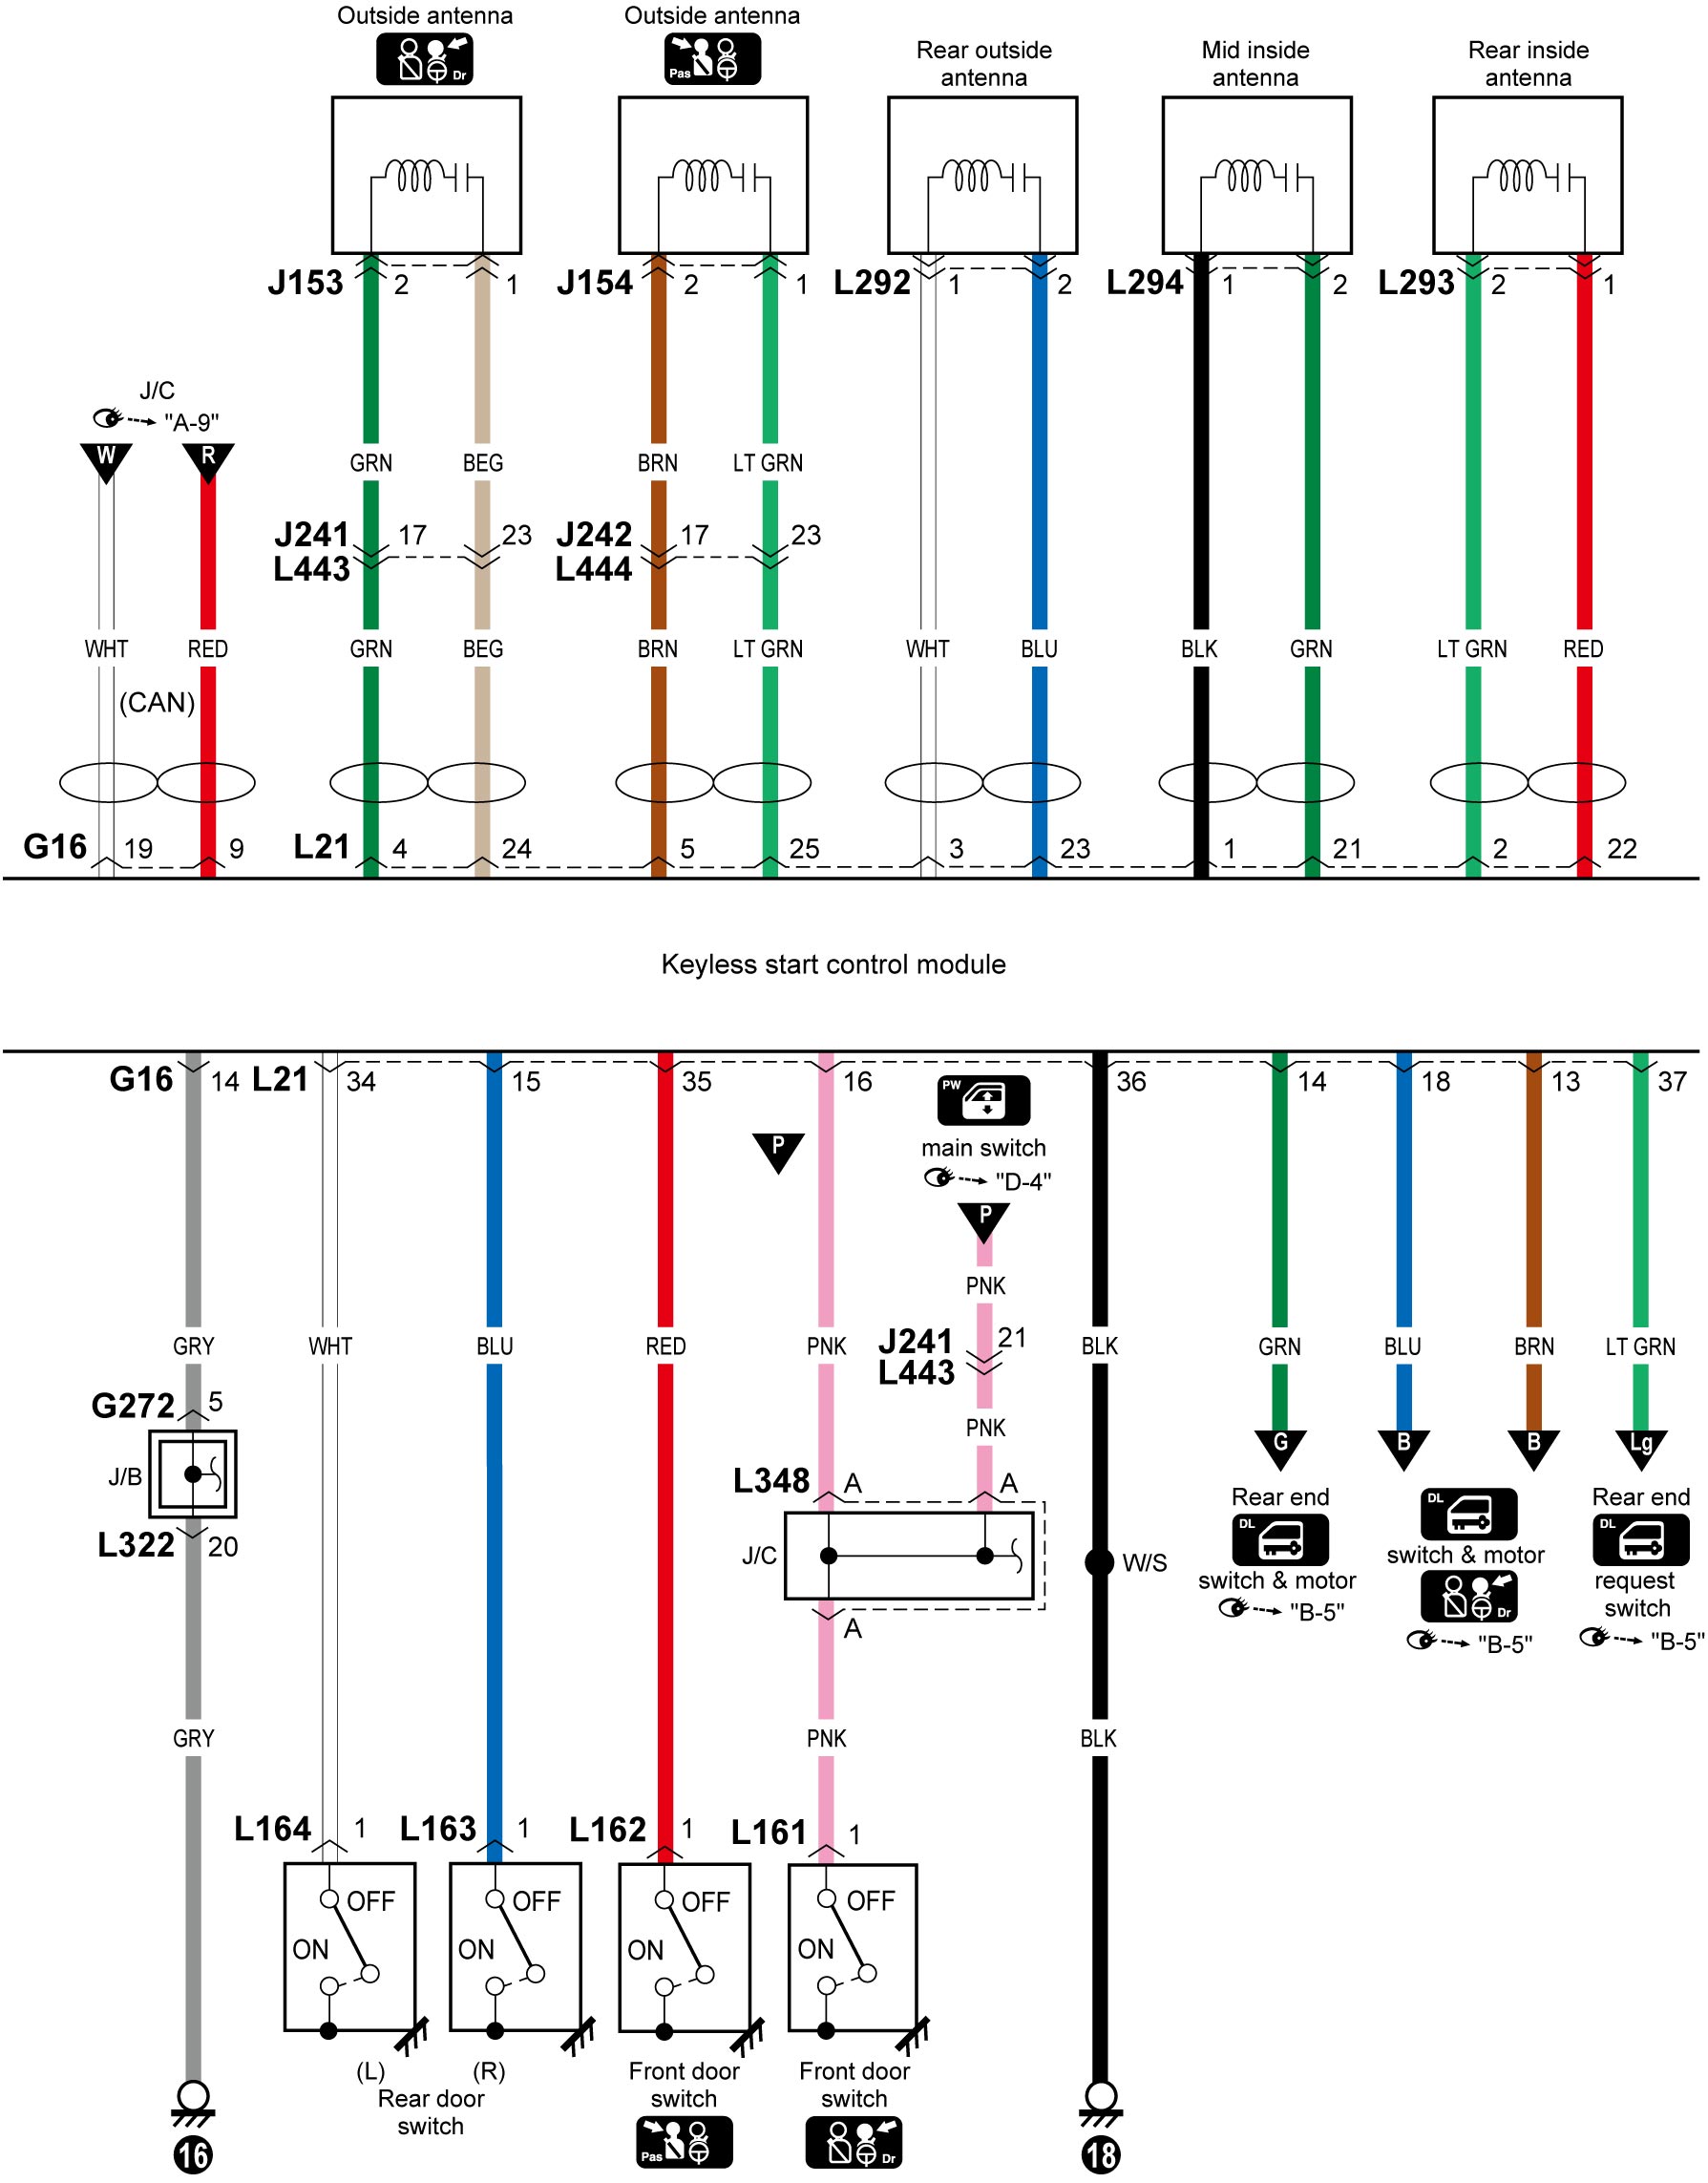 Outside antenna
Dr
Outside antenna
Pas
Rear outside
antenna
Mid inside
antenna
Rear inside
antenna
J153 2 1
J154 2 1
L292 1 2
L294 1 2
L293 2 1
J/C
"A-9"
W R
GRN BEG BRN LT GRN
J241 17 23
L443
J242 17 23
L444
WHT RED GRN BEG BRN LT GRN WHT BLU BLK GRN LT GRN RED
(CAN)
G16 19 9 L21 4 24 5 25 3 23 1 21 2 22
Keyless start control module
G16 14 L21 34 15 35 16 36 14 18 13 37
PW
main switch
"D-4"
P
P
PNK
GRY WHT BLU RED PNK
J241 21
L443
BLK GRN BLU BRN LT GRN
G272 5
J/B
L322 20
PNK
L348 A A
J/C
A
W/S
G B B Lg
Rear end
DL
switch & motor
"B-5"
DL
switch & motor
Dr
"B-5"
Rear end
DL
request
switch
"B-5"
GRY PNK BLK
L164 1 L163 1 L162 1 L161 1
OFF OFF OFF OFF
ON ON ON ON
(L) (R)
Rear door
switch
Front door
switch
Pas
Front door
switch
Dr
16 18